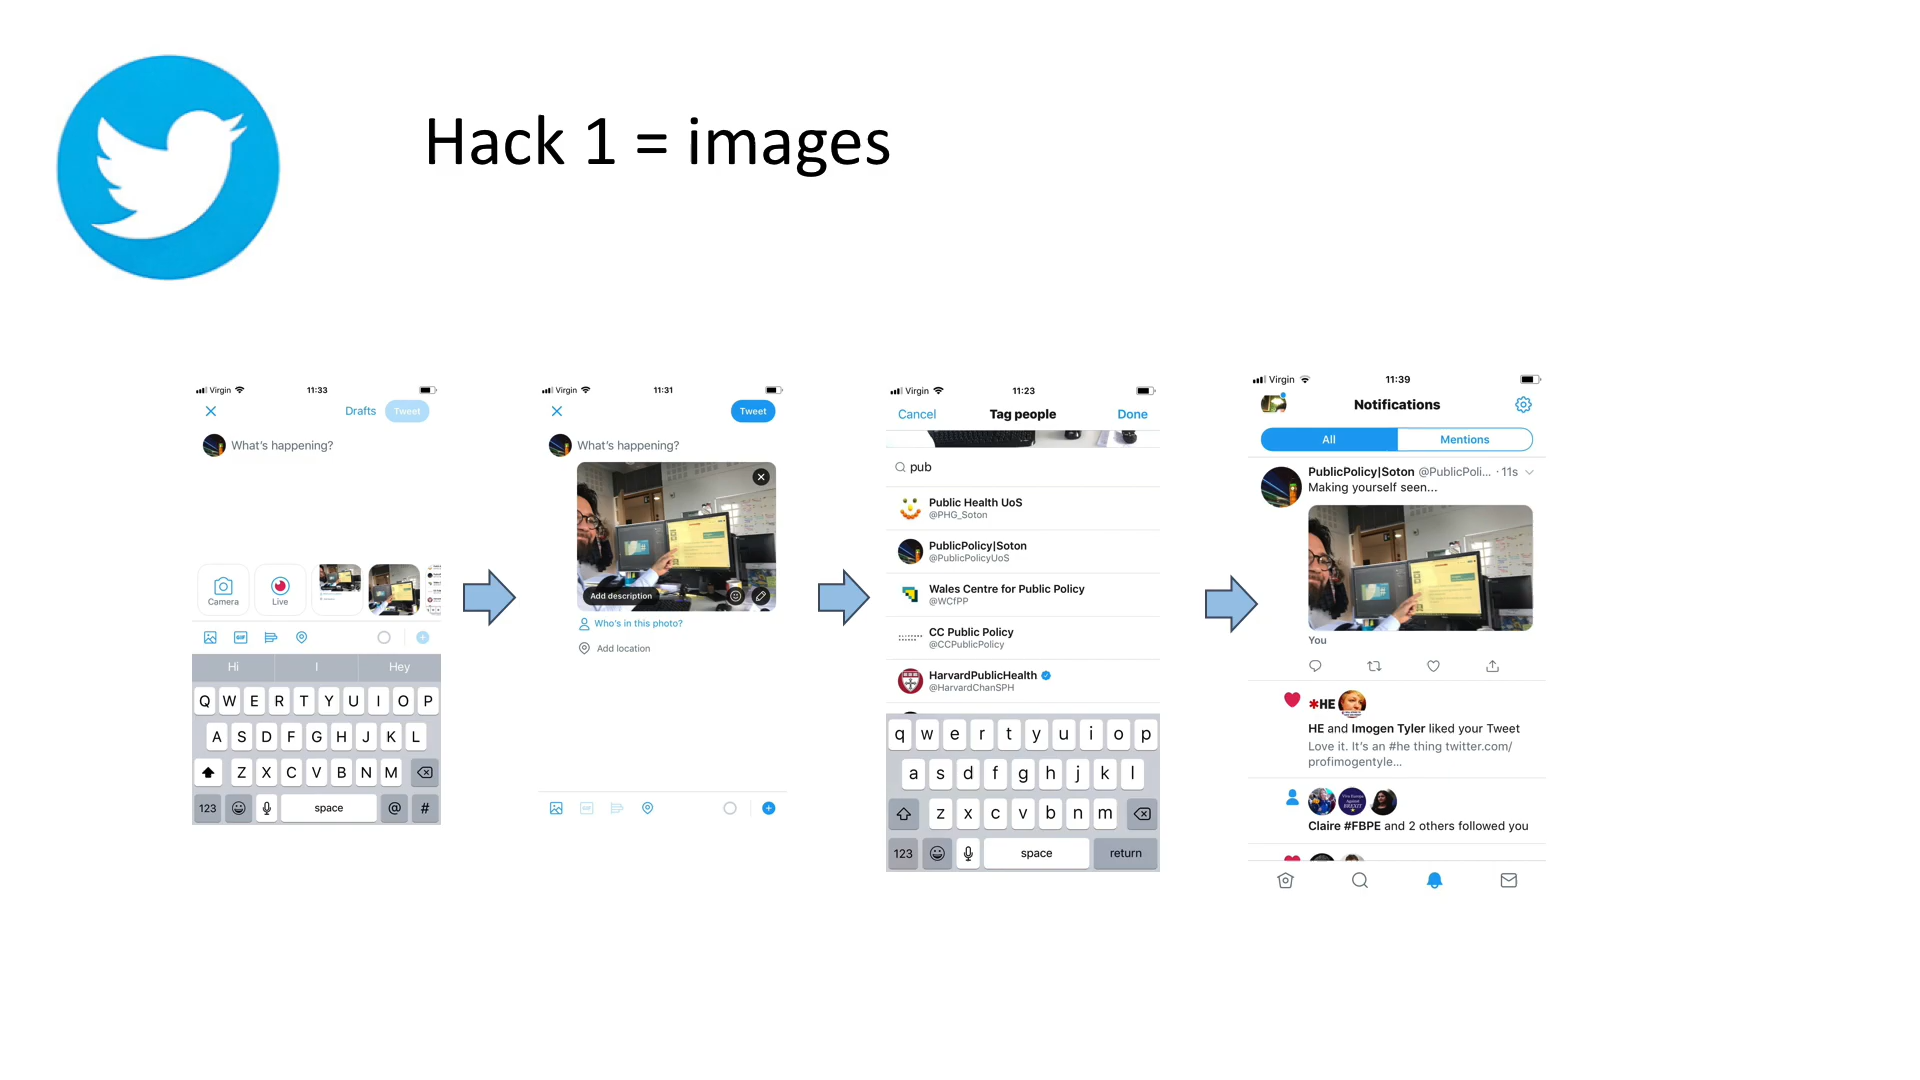 Hack 1 = images
Virgin 11:33
Drafts Tweet
What's happening?
Camera Live
GIF
Hi I Hey
Q W E R T Y U I O P
A S D F G H J K L
Z X C V B N M
123 space @ #
Virgin 11:31
Tweet
What's happening?
Add description
Who's in this photo?
Add location
GIF
Virgin 11:23
Cancel Tag people Done
pub
Public Health UoS
@PHG_Soton
PublicPolicy|Soton
@PublicPolicyUoS
Wales Centre for Public Policy
@WCfPP
CC Public Policy
@CCPublicPolicy
HarvardPublicHealth
@HarvardChanSPH
q w e r t y u i o p
a s d f g h j k l
z x c v b n m
123 space return
Virgin 11:39
Notifications
All Mentions
PublicPolicy|Soton @PublicPoli... · 11s
Making yourself seen...
You
*HE
HE and Imogen Tyler liked your Tweet
Love it. It's an #he thing twitter.com/
profimogentyle...
Claire #FBPE and 2 others followed you